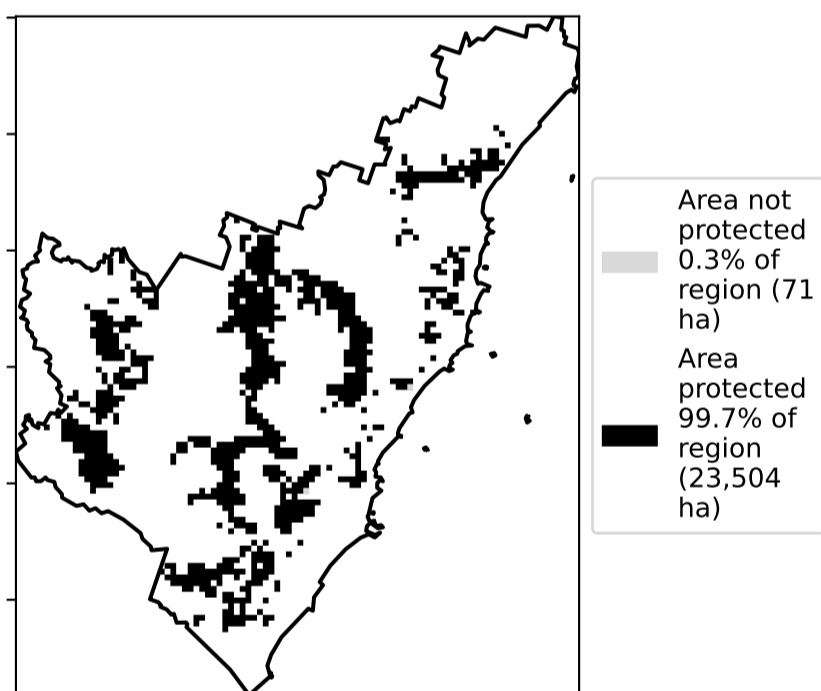 Area not
protected
0.3% of
region (71
ha)
Area
protected
99.7% of
region
(23,504
ha)